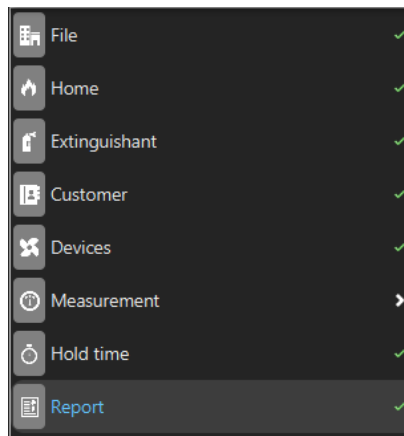 File
Home
Extinguishant
Customer
Devices
Measurement
Hold time
Report